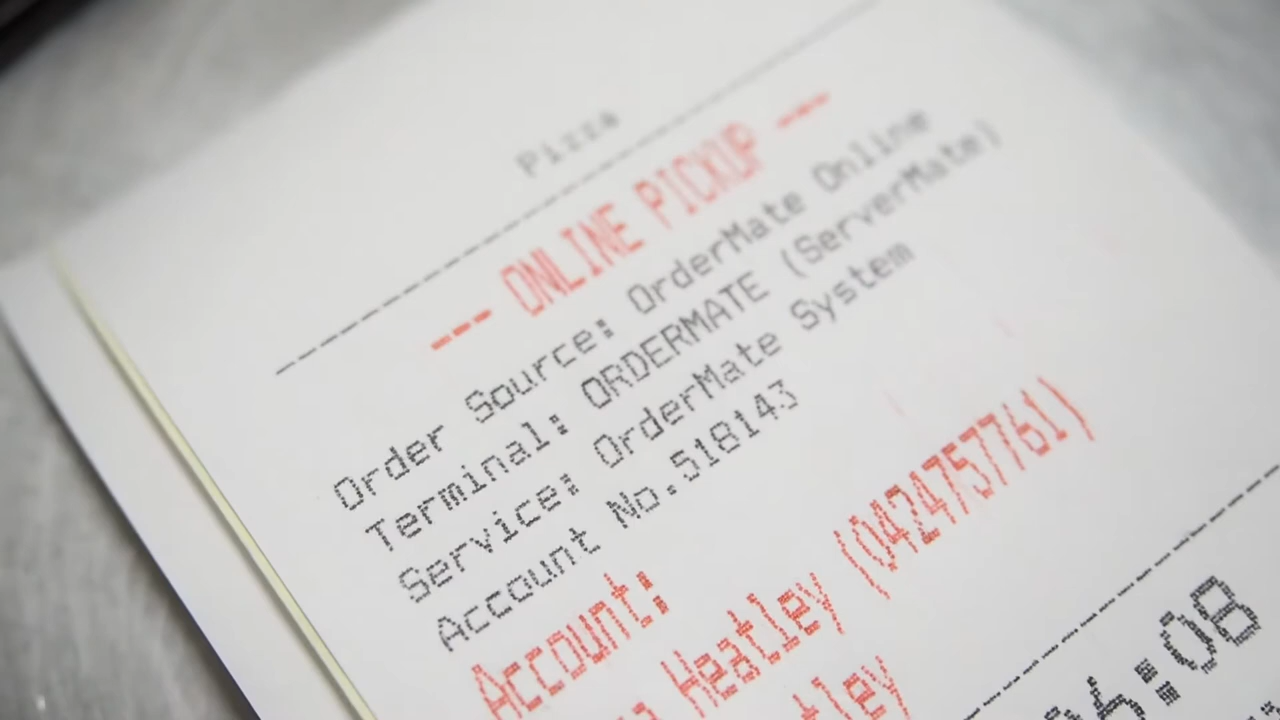 Pizza
--- ONLINE PICKUP ---
Order Source: OrderMate Online
Terminal: ORDERMATE (ServerMate)
Service: OrderMate System
Account No.518143
Account:
Heatley (0424757761)
:08